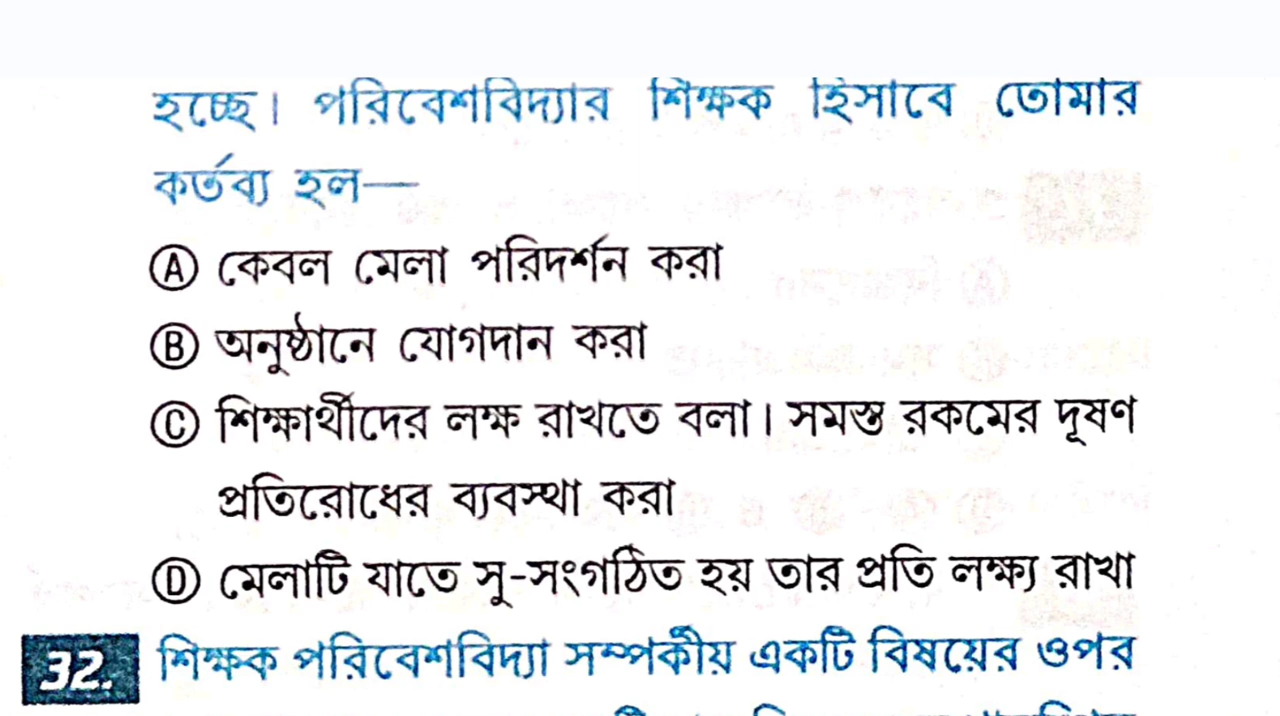 হচ্ছে। পরিবেশবিদ্যার শিক্ষক হিসাবে তোমার
কর্তব্য হল—
Ⓐ কেবল মেলা পরিদর্শন করা
Ⓑ অনুষ্ঠানে যোগদান করা
Ⓒ শিক্ষার্থীদের লক্ষ রাখতে বলা। সমস্ত রকমের দূষণ
প্রতিরোধের ব্যবস্থা করা
Ⓓ মেলাটি যাতে সু-সংগঠিত হয় তার প্রতি লক্ষ্য রাখা
32. শিক্ষক পরিবেশবিদ্যা সম্পর্কীয় একটি বিষয়ের ওপর